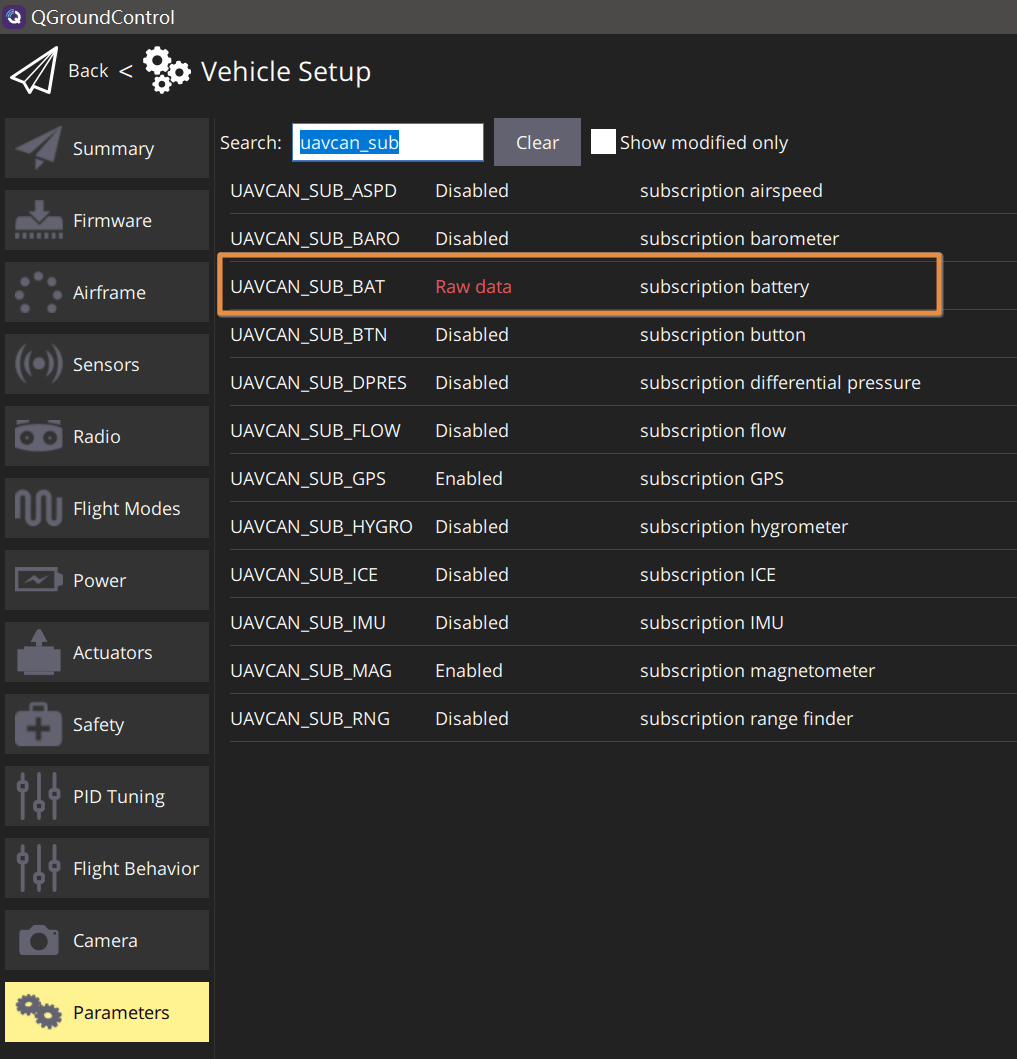 QGroundControl
Back < Vehicle Setup
Summary
Firmware
Airframe
Sensors
Radio
Flight Modes
Power
Actuators
Safety
PID Tuning
Flight Behavior
Camera
Parameters
Search: uavcan_sub Clear Show modified only
UAVCAN_SUB_ASPD Disabled subscription airspeed
UAVCAN_SUB_BARO Disabled subscription barometer
UAVCAN_SUB_BAT Raw data subscription battery
UAVCAN_SUB_BTN Disabled subscription button
UAVCAN_SUB_DPRES Disabled subscription differential pressure
UAVCAN_SUB_FLOW Disabled subscription flow
UAVCAN_SUB_GPS Enabled subscription GPS
UAVCAN_SUB_HYGRO Disabled subscription hygrometer
UAVCAN_SUB_ICE Disabled subscription ICE
UAVCAN_SUB_IMU Disabled subscription IMU
UAVCAN_SUB_MAG Enabled subscription magnetometer
UAVCAN_SUB_RNG Disabled subscription range finder